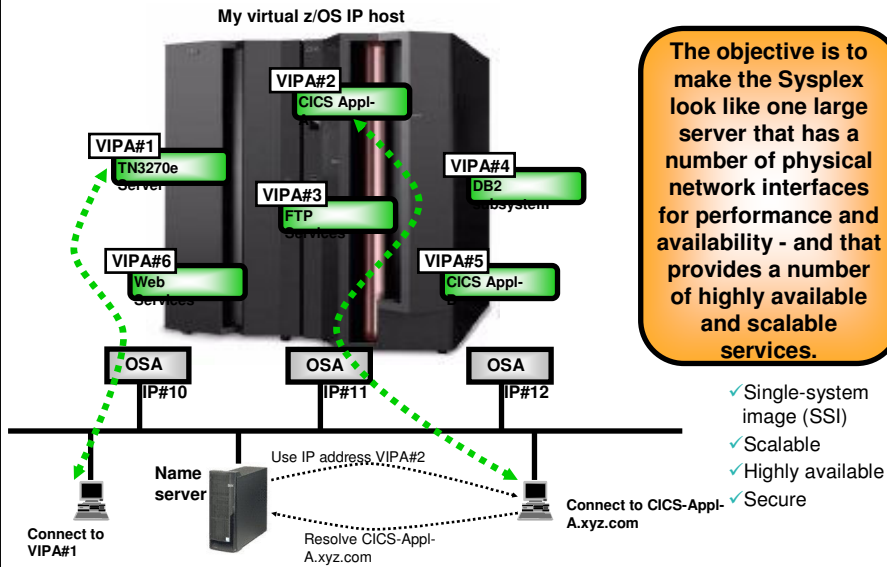 My virtual z/OS IP host
VIPA#2
CICS Appl-
VIPA#1
TN3270e
Server
VIPA#4
DB2
subsystem
VIPA#3
FTP
Services
VIPA#6
Web
Services
VIPA#5
CICS Appl-
OSA
IP#10
OSA
IP#11
OSA
IP#12
The objective is to
make the Sysplex
look like one large
server that has a
number of physical
network interfaces
for performance and
availability - and that
provides a number
of highly available
and scalable
services.
✓Single-system
image (SSI)
✓Scalable
✓Highly available
✓Secure
Connect to
VIPA#1
Name
server
Use IP address VIPA#2
Resolve CICS-Appl-
A.xyz.com
Connect to CICS-Appl-
A.xyz.com